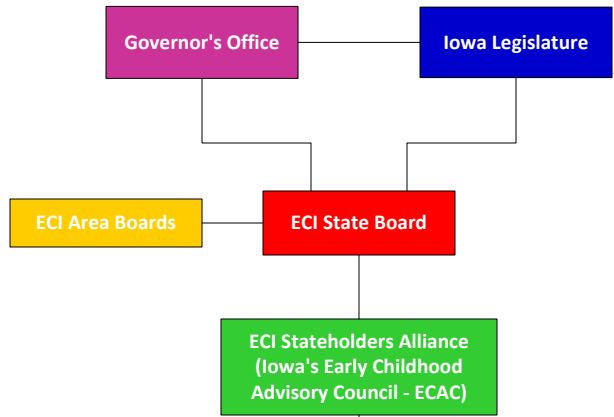 Governor's Office
Iowa Legislature
ECI Area Boards
ECI State Board
ECI Stateholders Alliance
(Iowa's Early Childhood
Advisory Council - ECAC)